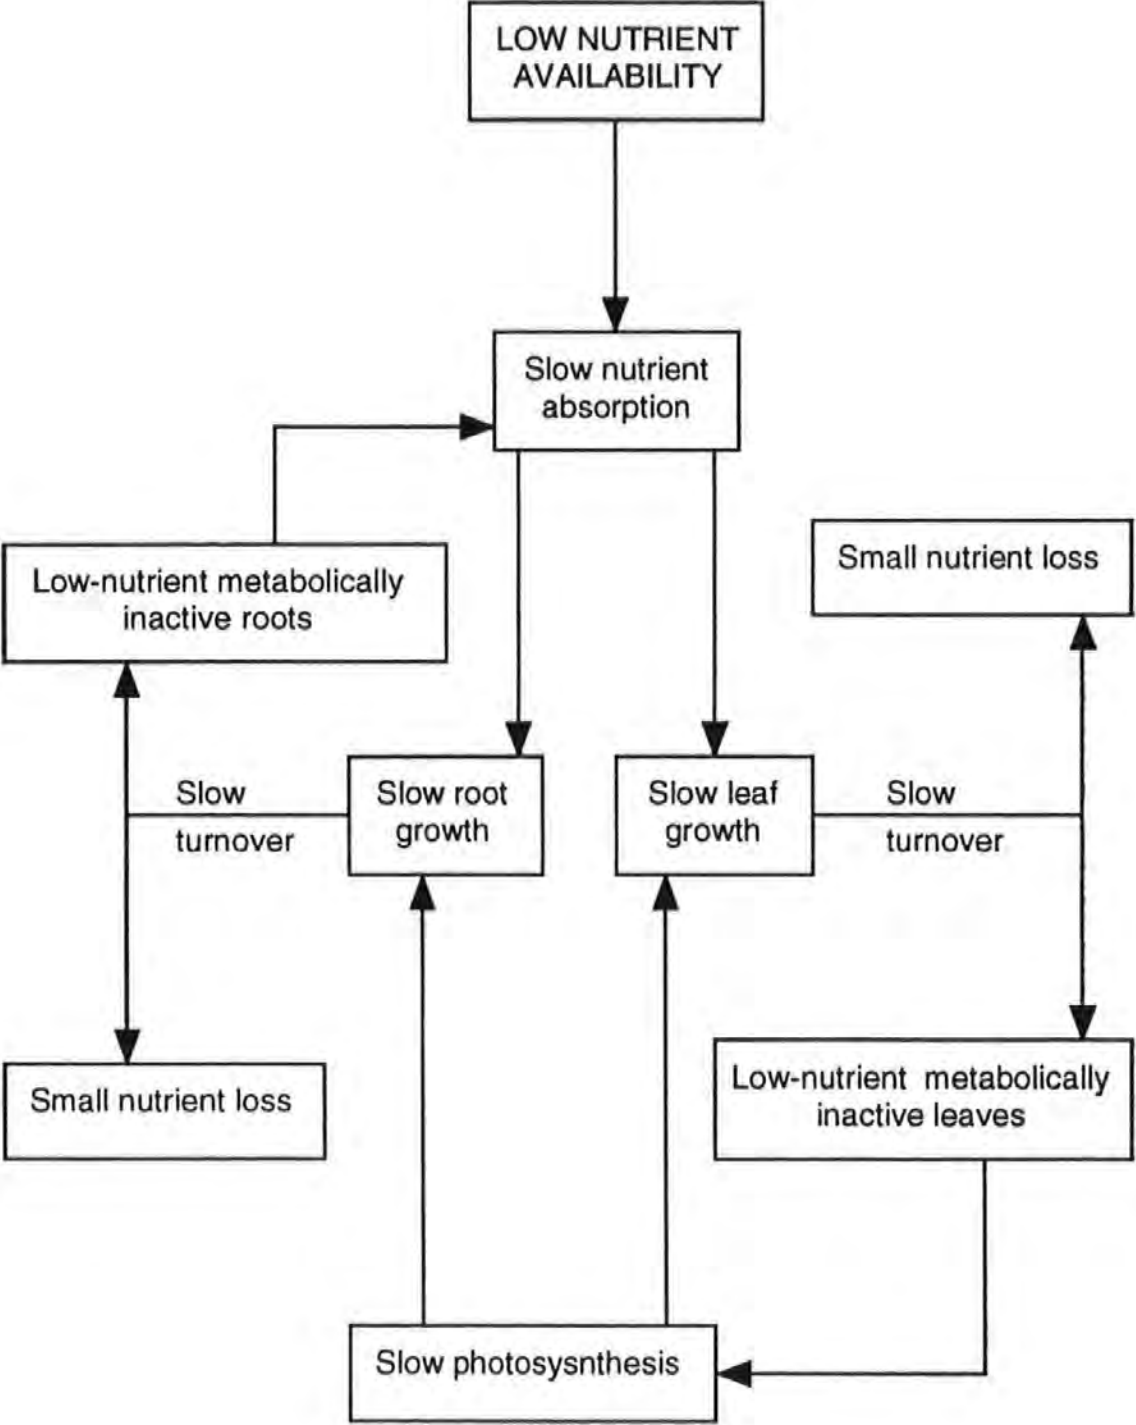 LOW NUTRIENT
AVAILABILITY
Slow nutrient
absorption
Small nutrient loss
Low-nutrient metabolically
inactive roots
Slow
turnover
Slow root
growth
Slow leaf
growth
Slow
turnover
Small nutrient loss
Low-nutrient metabolically
inactive leaves
Slow photosysnthesis